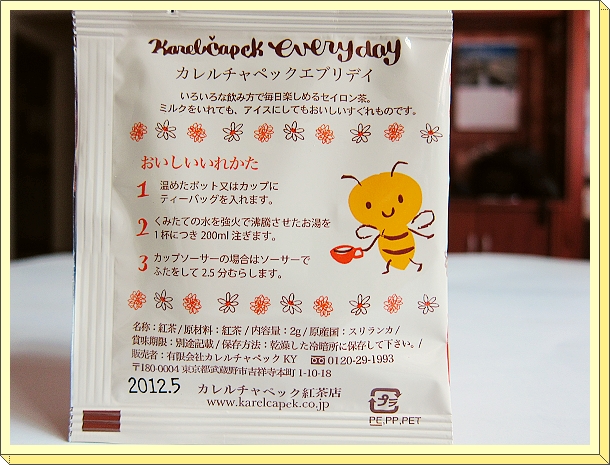 Karelčapek everyday
カレルチャペックエブリデイ
いろいろな飲み方で毎日楽しめるセイロン茶。
ミルクをいれても、アイスにしてもおいしいすぐれものです。
おいしいいれかた
1 温めたポット又はカップに
ティーバッグを入れます。
2 くみたての水を強火で沸騰させたお湯を
1杯につき 200ml 注ぎます。
3 カップソーサーの場合はソーサーで
ふたをして 2.5 分むらします。
名称:紅茶/原材料:紅茶/内容量:2g/原産国:スリランカ/
賞味期限:別途記載/保存方法:乾燥した冷暗所に保存して下さい。/
販売者:有限会社カレルチャペック KY 0120-29-1993
〒180-0004 東京都武蔵野市吉祥寺本町 1-10-18
2012.5 カレルチャペック紅茶店
www.karelcapek.co.jp
プラ
PE,PP,PET